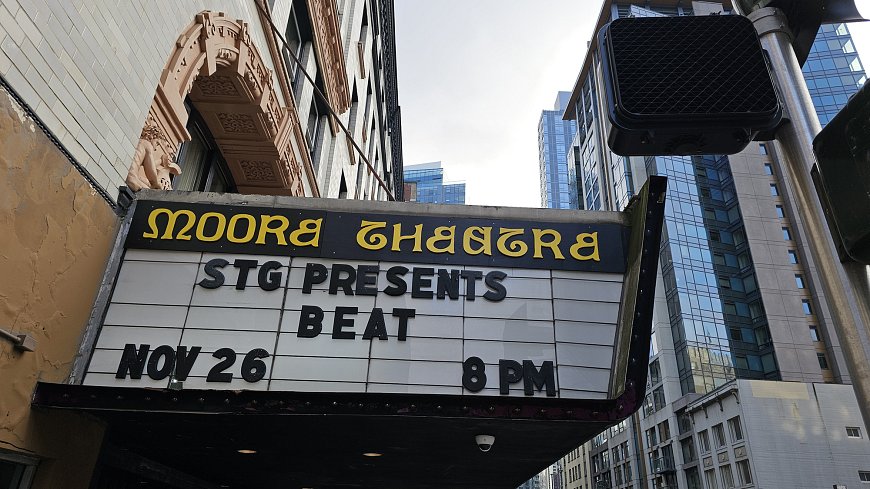 MOORE THEATRE
STG PRESENTS
BEAT
NOV 26 8 PM